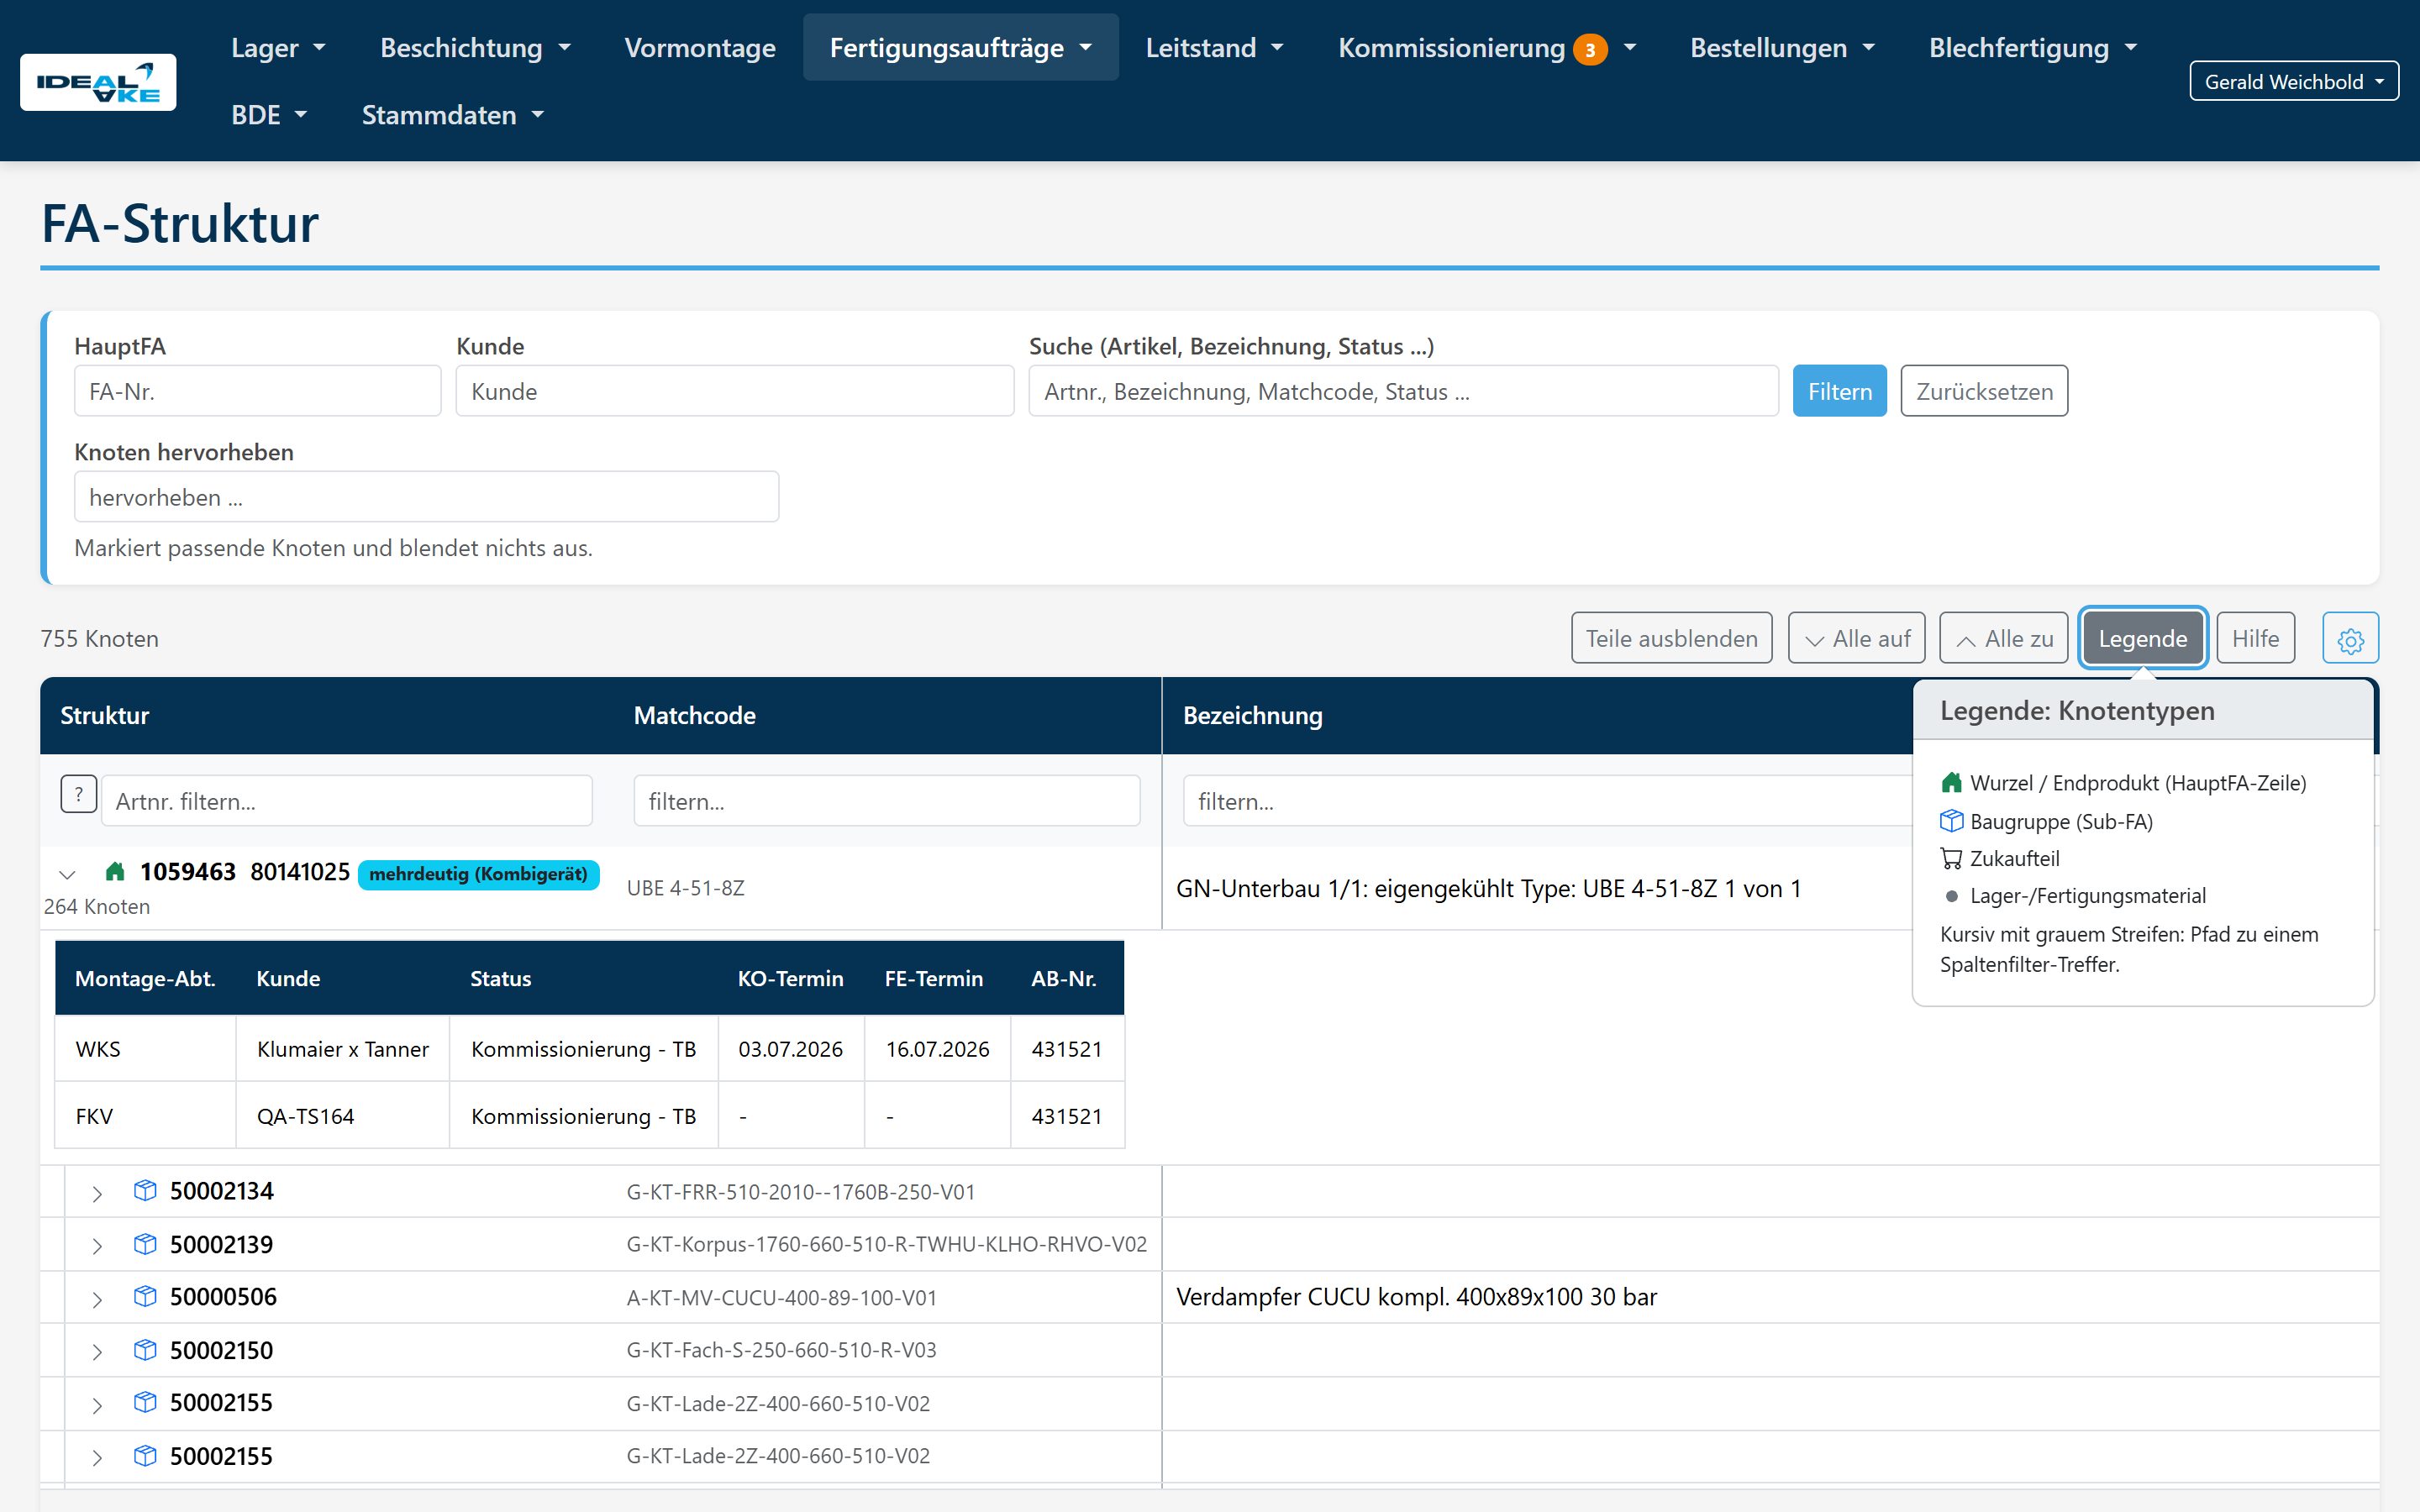 IDEAL AKE
Lager
Beschichtung
Vormontage
Fertigungsaufträge
Leitstand
Kommissionierung 3
Bestellungen
Blechfertigung
BDE
Stammdaten
Gerald Weichbold
FA-Struktur
HauptFA
Kunde
Suche (Artikel, Bezeichnung, Status ...)
FA-Nr.
Kunde
Artnr., Bezeichnung, Matchcode, Status ...
Filtern
Zurücksetzen
Knoten hervorheben
hervorheben ...
Markiert passende Knoten und blendet nichts aus.
755 Knoten
Teile ausblenden
Alle auf
Alle zu
Legende
Hilfe
Struktur
Matchcode
Bezeichnung
Legende: Knotentypen
Wurzel / Endprodukt (HauptFA-Zeile)
Baugruppe (Sub-FA)
Zukaufteil
Lager-/Fertigungsmaterial
Kursiv mit grauem Streifen: Pfad zu einem
Spaltenfilter-Treffer.
?
Artnr. filtern...
filtern...
filtern...
1059463 80141025 mehrdeutig (Kombigerät)
264 Knoten
UBE 4-51-8Z
GN-Unterbau 1/1: eigengekühlt Type: UBE 4-51-8Z 1 von 1
Montage-Abt. Kunde Status KO-Termin FE-Termin AB-Nr.
WKS Klumaier x Tanner Kommissionierung - TB 03.07.2026 16.07.2026 431521
FKV QA-TS164 Kommissionierung - TB - - 431521
50002134 G-KT-FRR-510-2010--1760B-250-V01
50002139 G-KT-Korpus-1760-660-510-R-TWHU-KLHO-RHVO-V02
50000506 A-KT-MV-CUCU-400-89-100-V01 Verdampfer CUCU kompl. 400x89x100 30 bar
50002150 G-KT-Fach-S-250-660-510-R-V03
50002155 G-KT-Lade-2Z-400-660-510-V02
50002155 G-KT-Lade-2Z-400-660-510-V02